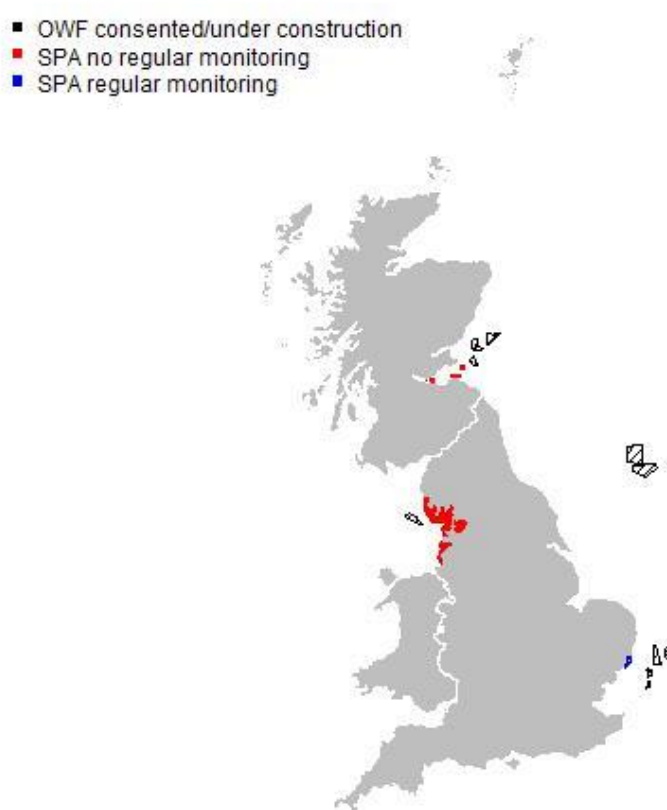 OWF consented/under construction
SPA no regular monitoring
SPA regular monitoring